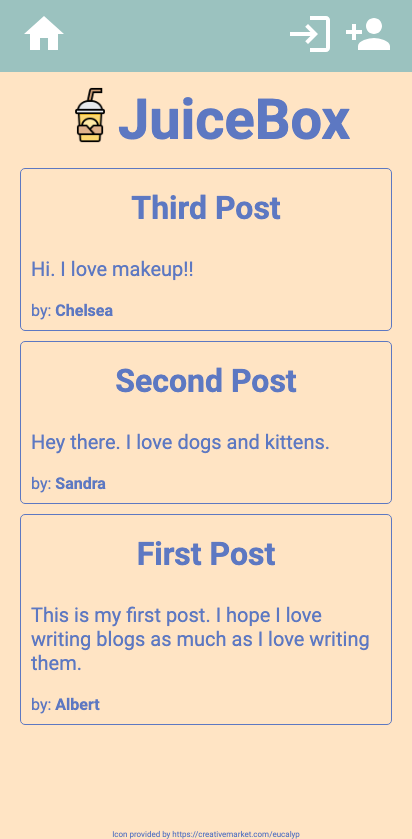 JuiceBox
Third Post
Hi. I love makeup!!
by: Chelsea
Second Post
Hey there. I love dogs and kittens.
by: Sandra
First Post
This is my first post. I hope I love
writing blogs as much as I love writing
them.
by: Albert
Icon provided by https://creativemarket.com/eucalyp